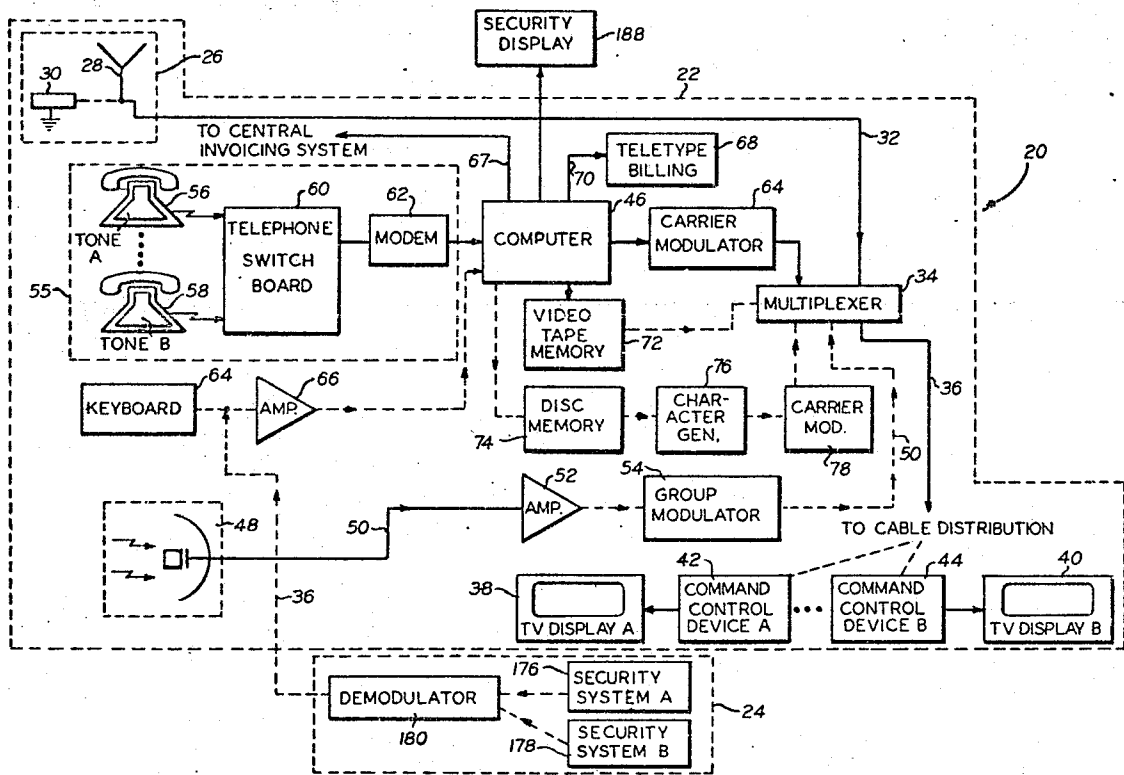 SECURITY
DISPLAY
188
26
28
30
22
20
TO CENTRAL
INVOICING SYSTEM
67
70
TELETYPE
BILLING
68
32
56
TONE
A
60
TELEPHONE
SWITCH
BOARD
62
MODEM
COMPUTER
46
64
CARRIER
MODULATOR
55
58
TONE B
MULTIPLEXER
34
VIDEO
TAPE
MEMORY
72
64
KEYBOARD
66
AMP.
DISC
MEMORY
74
76
CHAR-
ACTER
GEN.
CARRIER
MOD.
78
50
36
48
50
52
AMP.
54
GROUP
MODULATOR
TO CABLE DISTRIBUTION
36
38
TV DISPLAY A
42
COMMAND
CONTROL
DEVICE A
44
COMMAND
CONTROL
DEVICE B
40
TV DISPLAY B
DEMODULATOR
180
176
SECURITY
SYSTEM A
178
SECURITY
SYSTEM B
24